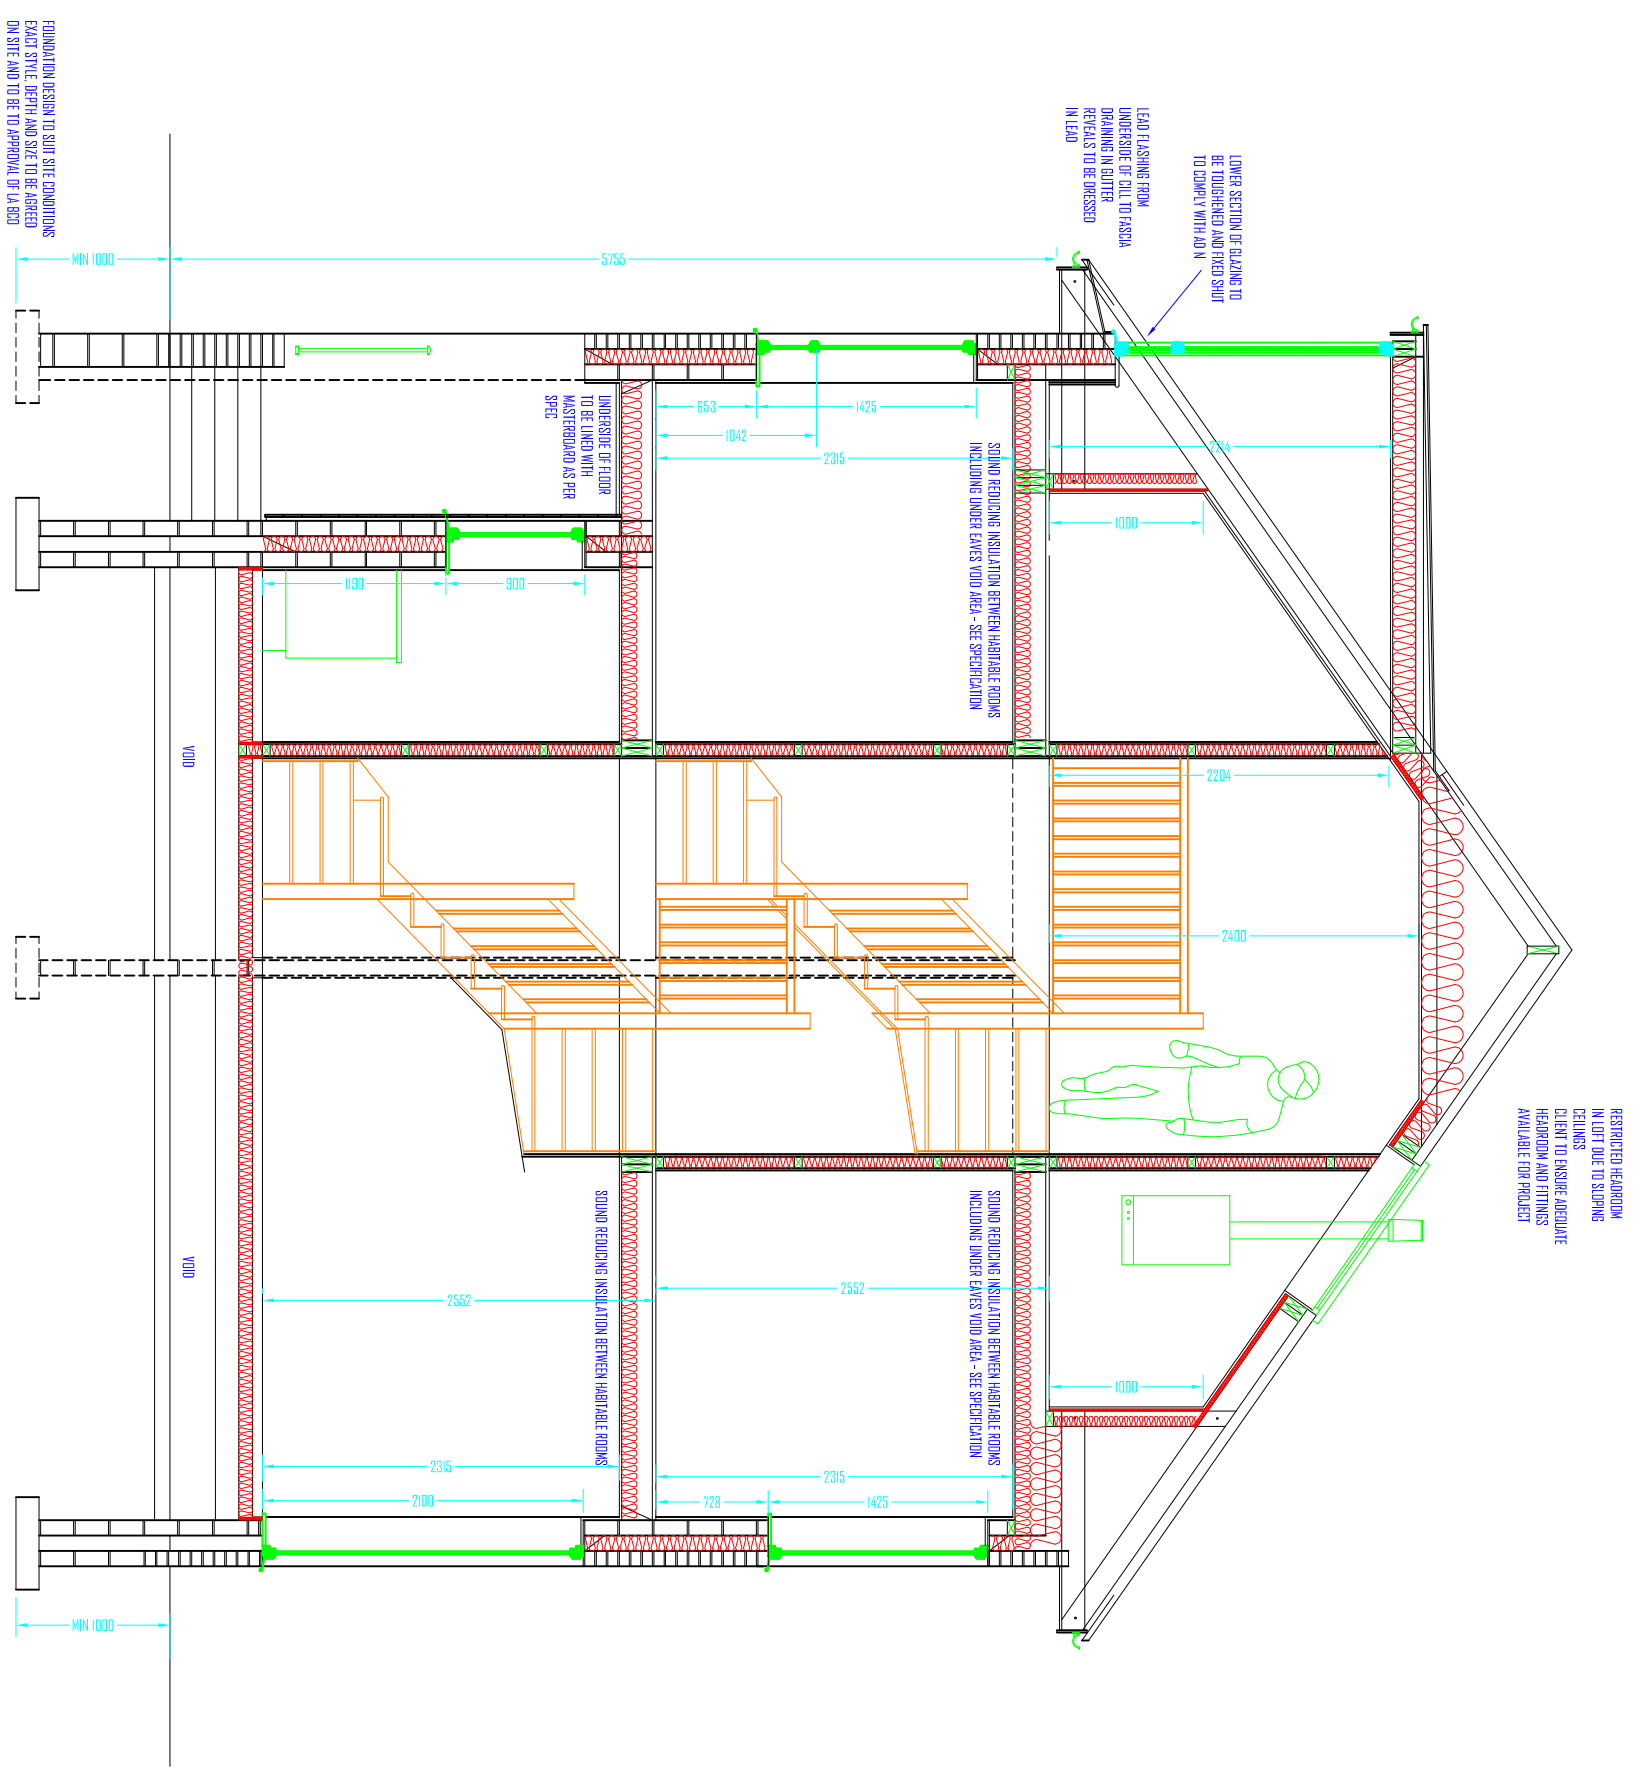 RESTRICTED HEADROOM
IN LOFT DUE TO SLOPING
CEILINGS
CLIENT TO ENSURE ADEQUATE
HEADROOM AND FITTINGS
AVAILABLE FOR PROJECT
LOWER SECTION OF GLAZING TO
BE TOUGHENED AND FIXED SHUT
TO COMPLY WITH AD N
LEAD FLASHING FROM
UNDERSIDE OF CILL TO FASCIA
DRAINING IN GUTTER
REVEALS TO BE DRESSED
IN LEAD
2214
2204
2400
1000
1000
SOUND REDUCING INSULATION BETWEEN HABITABLE ROOMS
INCLUDING UNDER EAVES VOID AREA - SEE SPECIFICATION
SOUND REDUCING INSULATION BETWEEN HABITABLE ROOMS
INCLUDING UNDER EAVES VOID AREA - SEE SPECIFICATION
5755
1425
653
1042
2315
2552
2315
1425
728
UNDERSIDE OF FLOOR
TO BE LINED WITH
MASTERBOARD AS PER
SPEC
SOUND REDUCING INSULATION BETWEEN HABITABLE ROOMS
900
1190
2552
2315
2100
VOID
VOID
MIN 1000
MIN 1000
FOUNDATION DESIGN TO SUIT SITE CONDITIONS
EXACT STYLE, DEPTH AND SIZE TO BE AGREED
ON SITE AND TO BE TO APPROVAL OF LA BCO